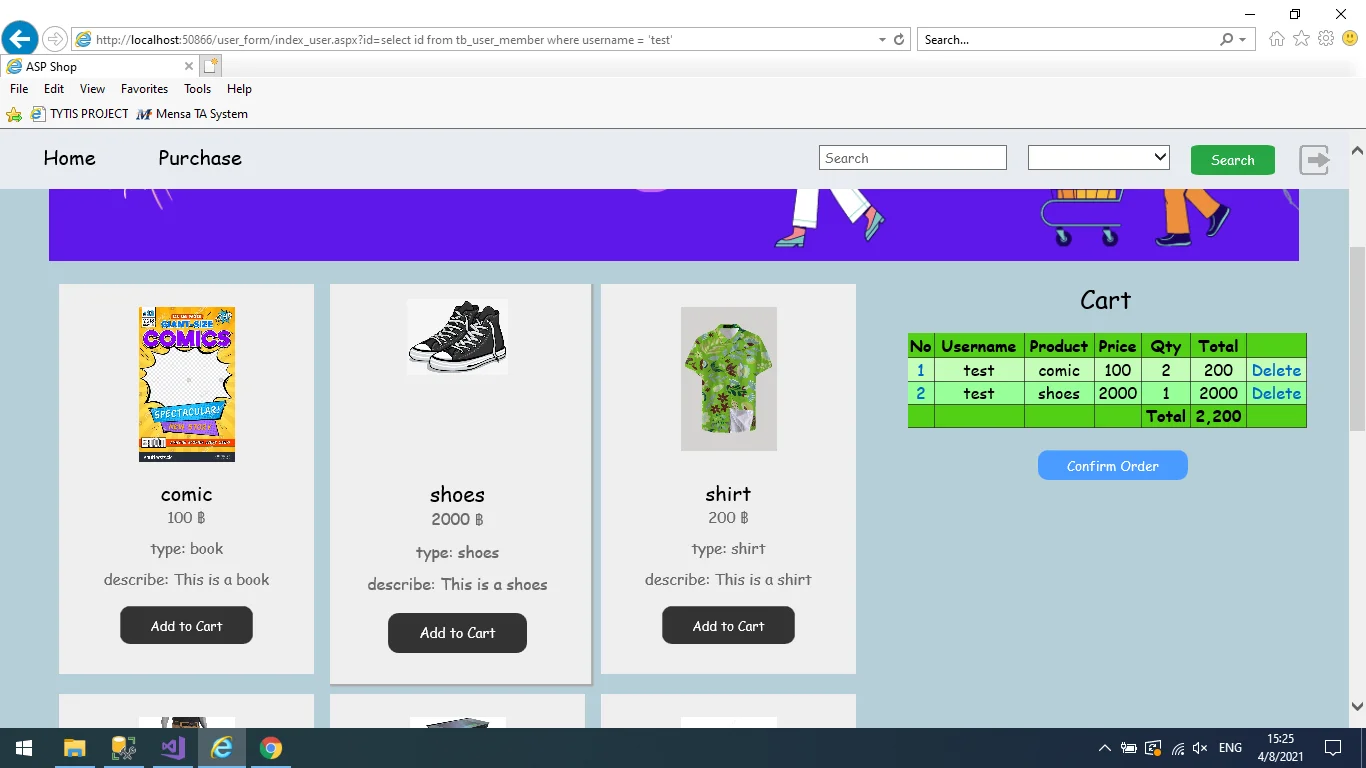 http://localhost:50866/user_form/index_user.aspx?id=select id from tb_user_member where username = 'test'
Search...
ASP Shop
File Edit View Favorites Tools Help
TYTIS PROJECT Mensa TA System
Home Purchase Search Search
COMICS
SPECTACULAR!
comic
100 ฿
type: book
describe: This is a book
Add to Cart
shoes
2000 ฿
type: shoes
describe: This is a shoes
Add to Cart
shirt
200 ฿
type: shirt
describe: This is a shirt
Add to Cart
Cart
No Username Product Price Qty Total
1 test comic 100 2 200 Delete
2 test shoes 2000 1 2000 Delete
Total 2,200
Confirm Order
ENG
15:25
4/8/2021